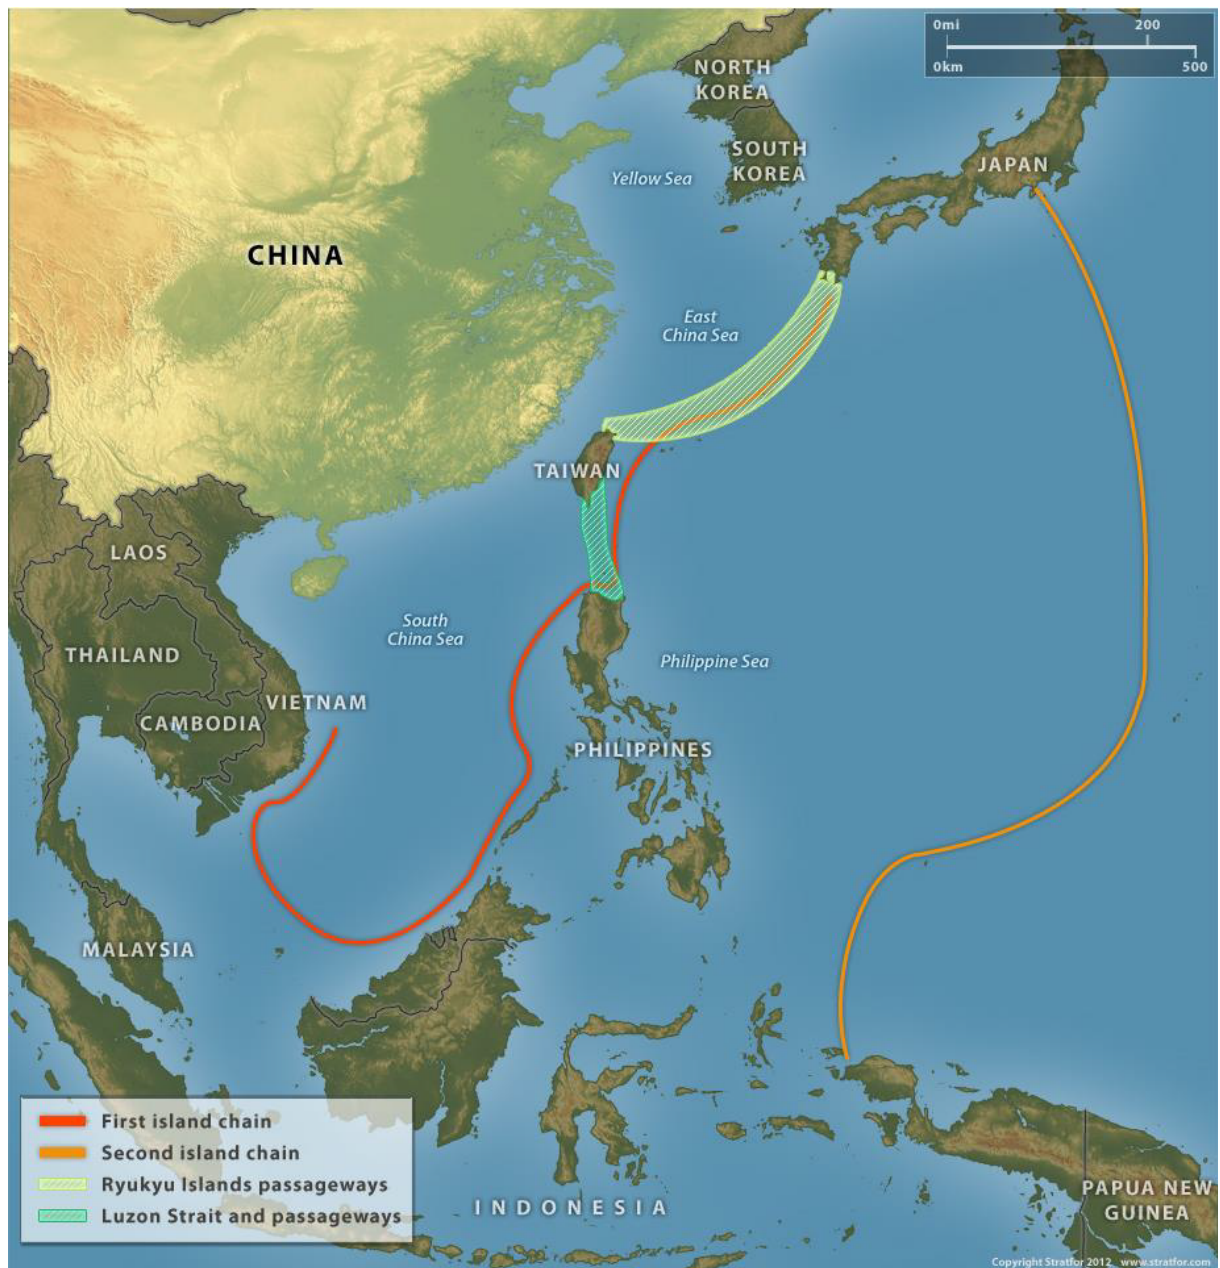 0mi 200
0km 500
NORTH
KOREA
SOUTH
KOREA
JAPAN
Yellow Sea
CHINA
East
China Sea
TAIWAN
LAOS
South
China Sea
THAILAND
Philippine Sea
VIETNAM
CAMBODIA
PHILIPPINES
MALAYSIA
First island chain
Second island chain
Ryukyu Islands passageways
Luzon Strait and passageways
INDONESIA
PAPUA NEW
GUINEA
Copyright Stratfor 2012 www.stratfor.com